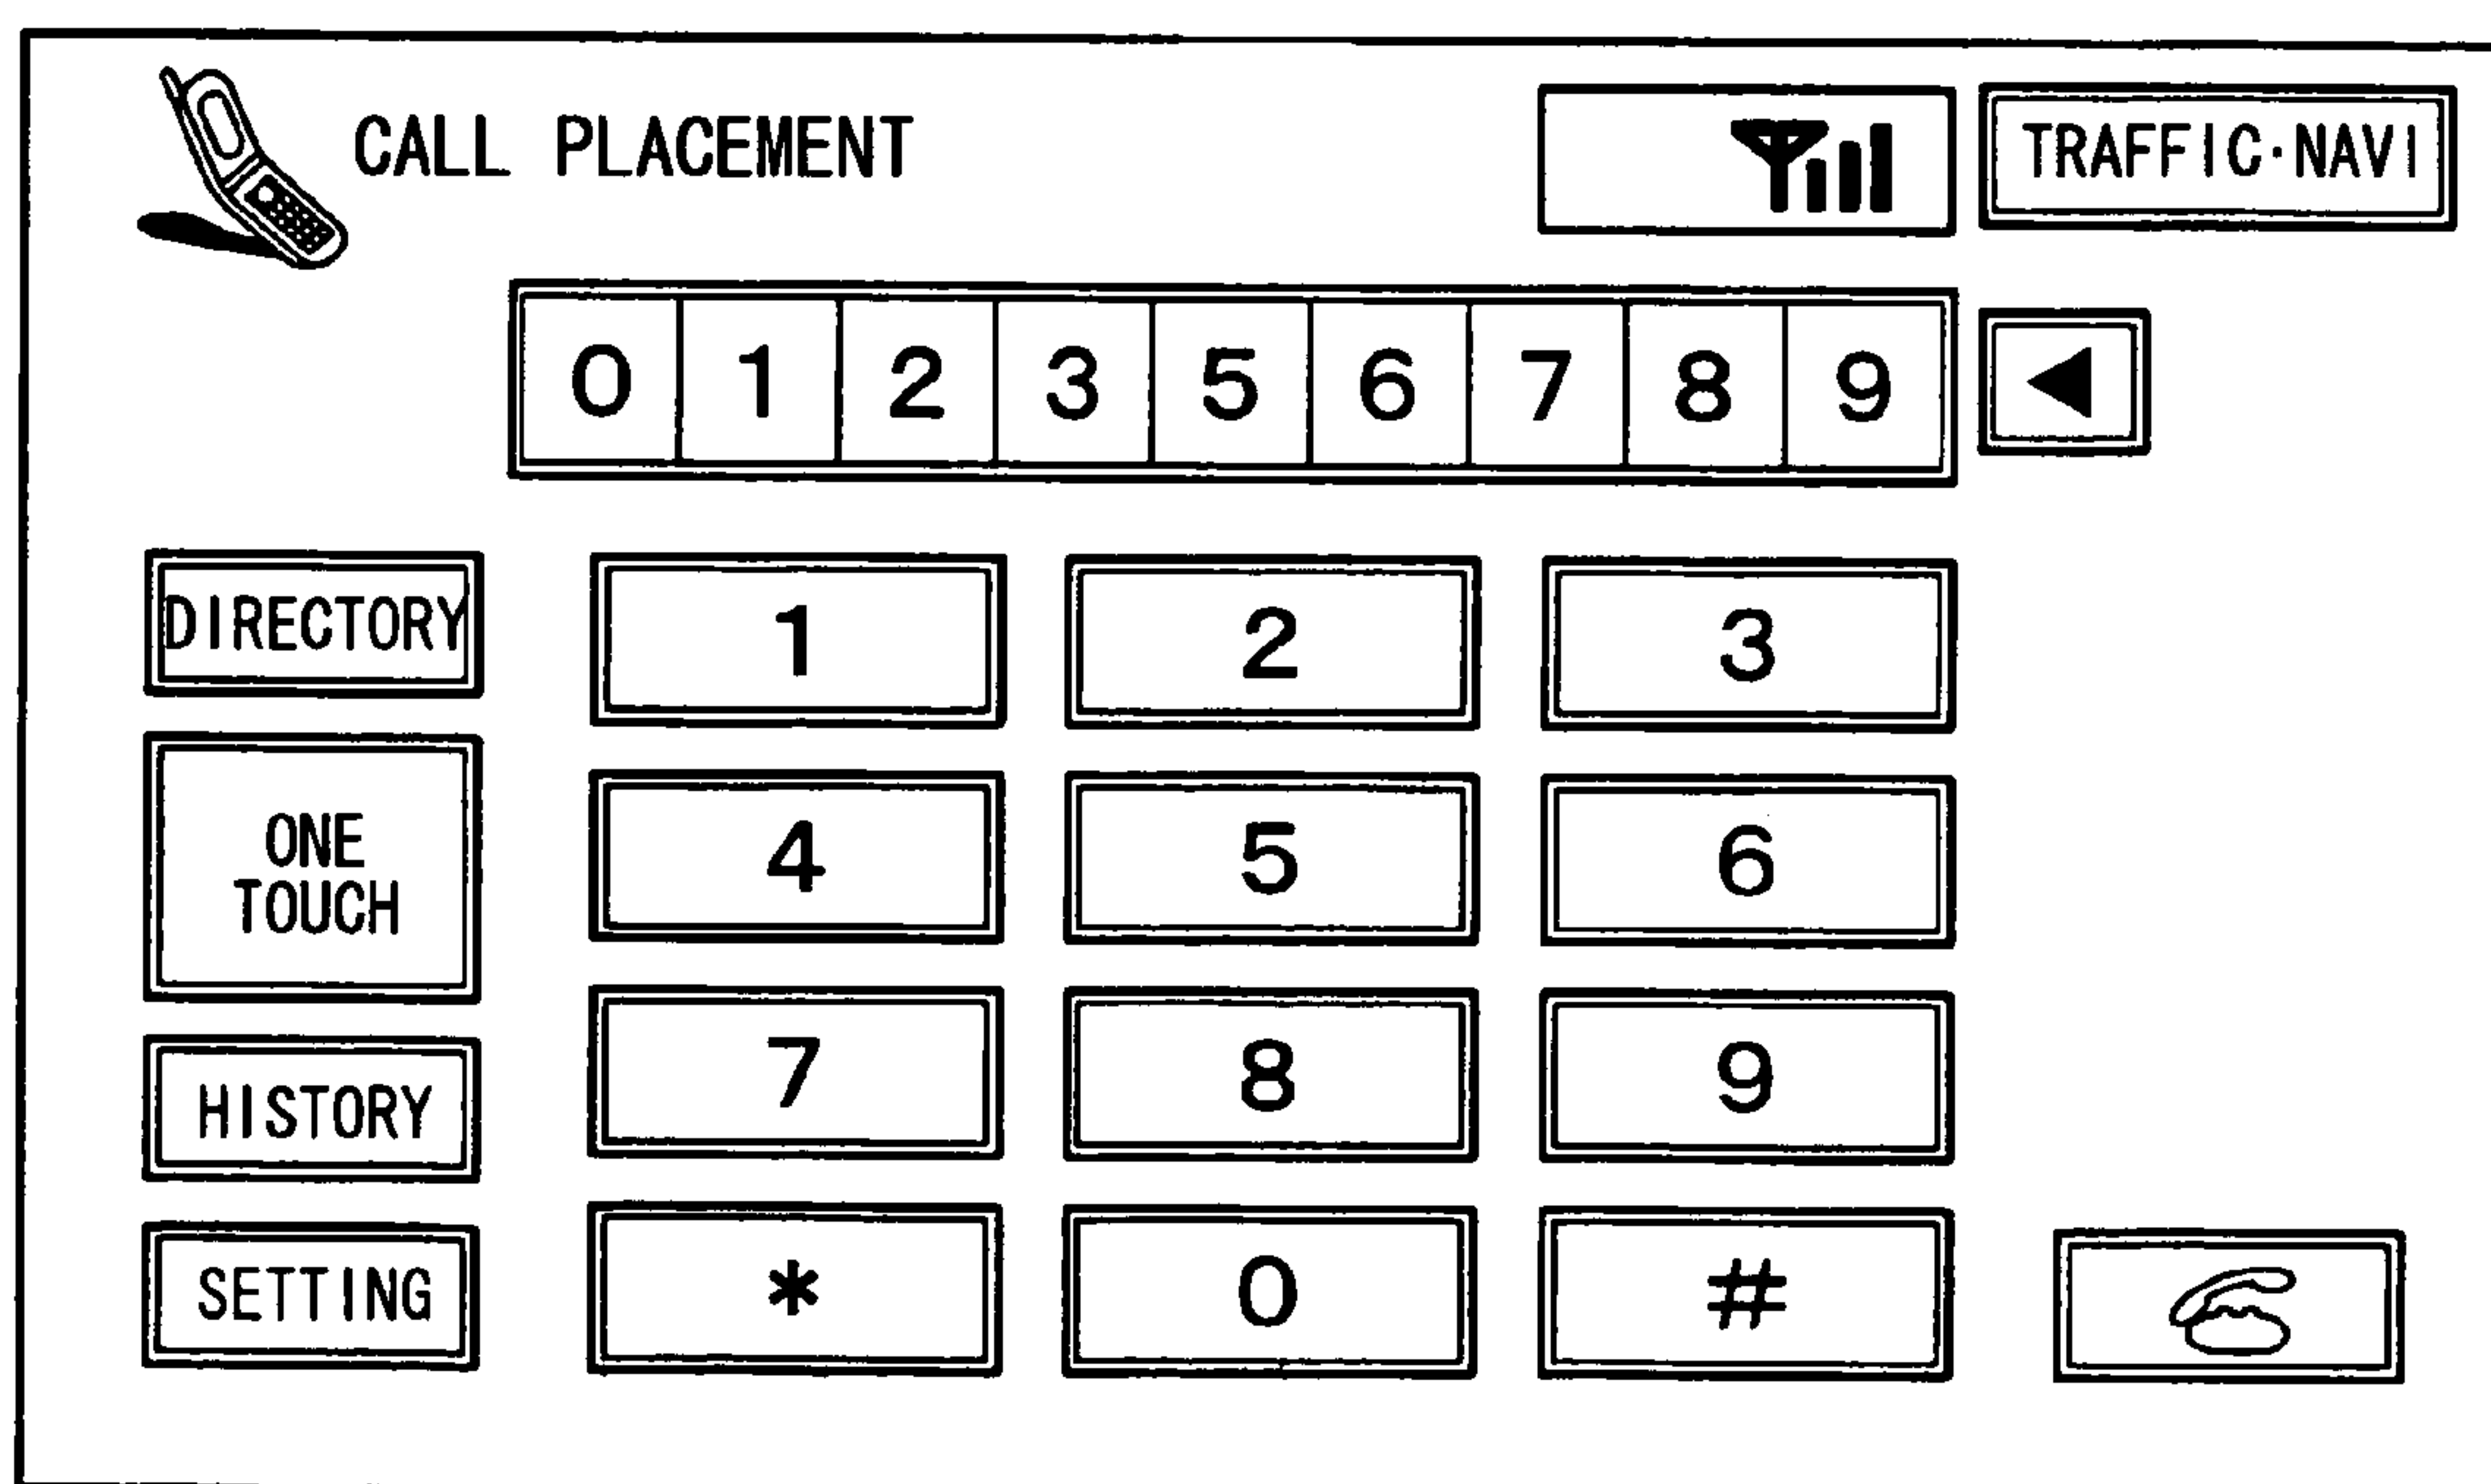 CALL PLACEMENT
TRAFFIC·NAVI
0 1 2 3 5 6 7 8 9
DIRECTORY
1 2 3
ONE
TOUCH
4 5 6
HISTORY
7 8 9
SETTING
* 0 #